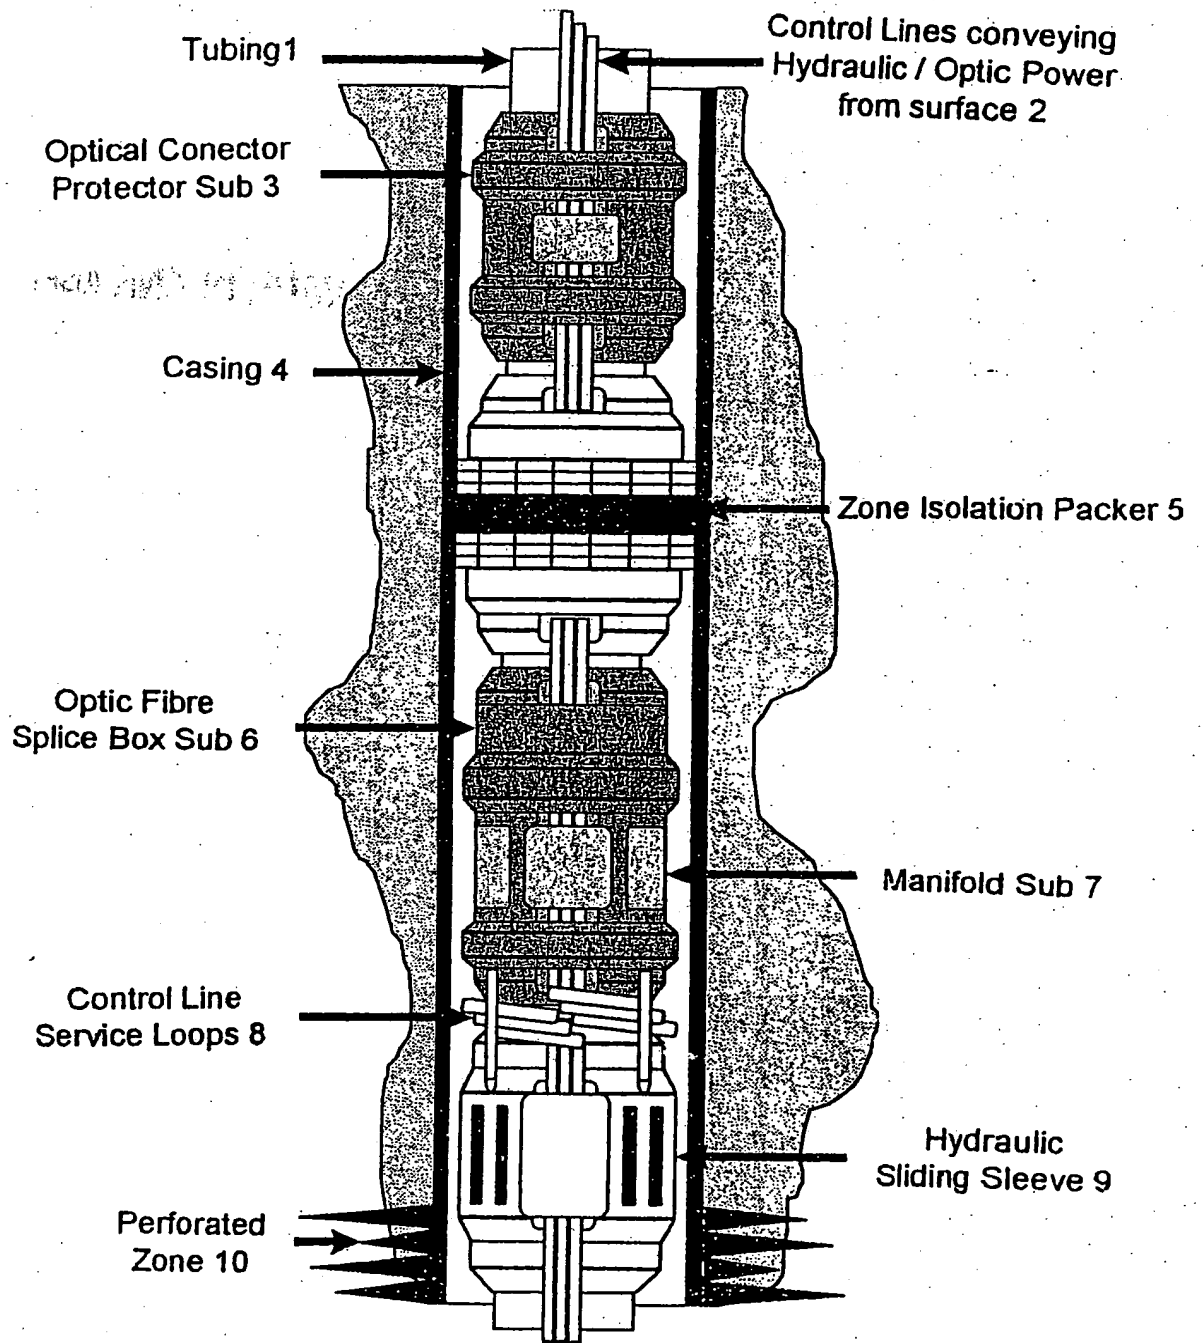 Tubing1
Control Lines conveying
Hydraulic / Optic Power
from surface 2
Optical Conector
Protector Sub 3
Casing 4
Zone Isolation Packer 5
Optic Fibre
Splice Box Sub 6
Manifold Sub 7
Control Line
Service Loops 8
Hydraulic
Sliding Sleeve 9
Perforated
Zone 10